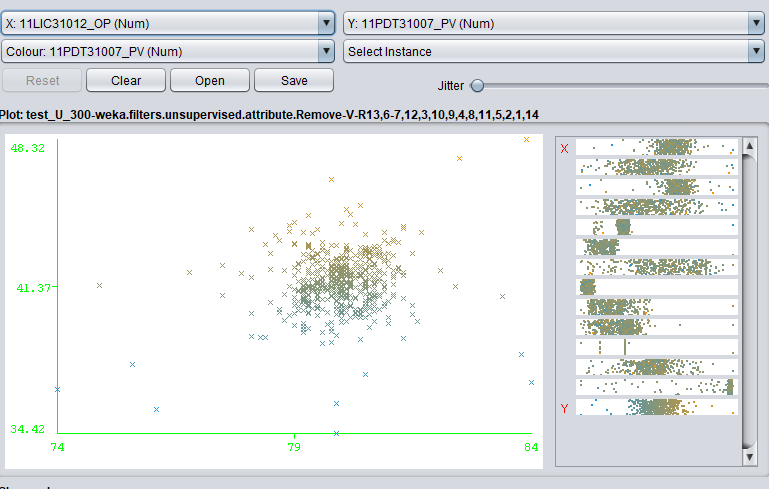 X: 11LIC31012_OP (Num)
Y: 11PDT31007_PV (Num)
Colour: 11PDT31007_PV (Num)
Select Instance
Reset
Clear
Open
Save
Jitter
Plot: test_U_300-weka.filters.unsupervised.attribute.Remove-V-R13,6-7,12,3,10,9,4,8,11,5,2,1,14
48.32
41.37
34.42
74
79
84
X
Y